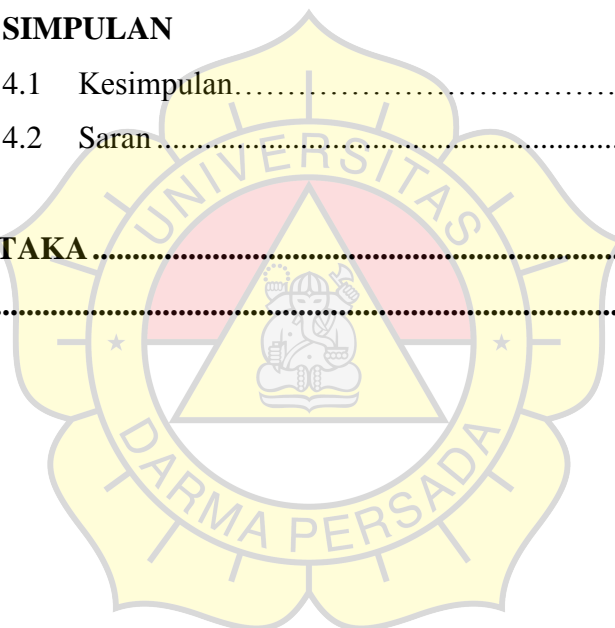 SIMPULAN
4.1 Kesimpulan……………………………………
4.2 Saran ..............................................................
TAKA ..................................................................
..............................................................................
UNIVERSITAS
DARMA PERSADA